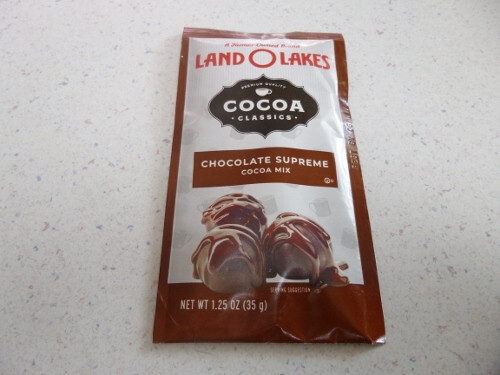 A Farmer-Owned Brand
LAND O LAKES
PREMIUM QUALITY
COCOA
· CLASSICS ·
CHOCOLATE SUPREME
COCOA MIX
SERVING SUGGESTION
NET WT 1.25 OZ (35 g)